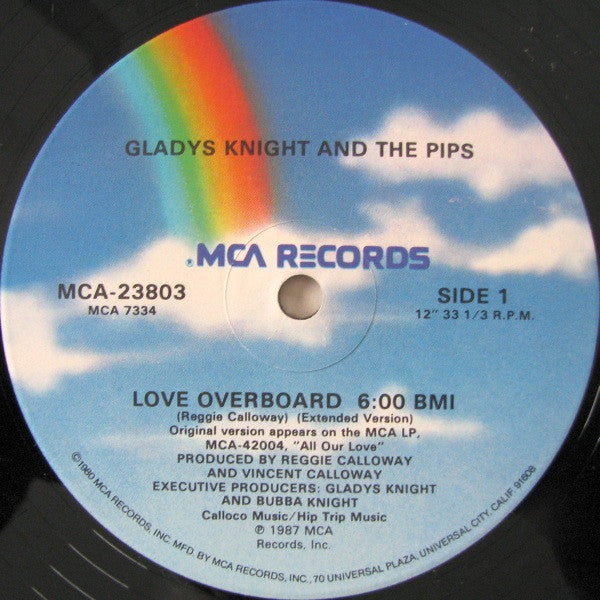 GLADYS KNIGHT AND THE PIPS
® MCA RECORDS
MCA-23803
MCA 7334
SIDE 1
12" 33 1/3 R.P.M.
LOVE OVERBOARD 6:00 BMI
(Reggie Calloway) (Extended Version)
Original version appears on the MCA LP,
MCA-42004, "All Our Love"
PRODUCED BY REGGIE CALLOWAY
AND VINCENT CALLOWAY
EXECUTIVE PRODUCERS: GLADYS KNIGHT
AND BUBBA KNIGHT
Calloco Music/Hip Trip Music
℗ 1987 MCA
Records, Inc.
©1980 MCA RECORDS, INC. MFD. BY MCA RECORDS, INC., 70 UNIVERSAL PLAZA, UNIVERSAL CITY, CALIF. 91608